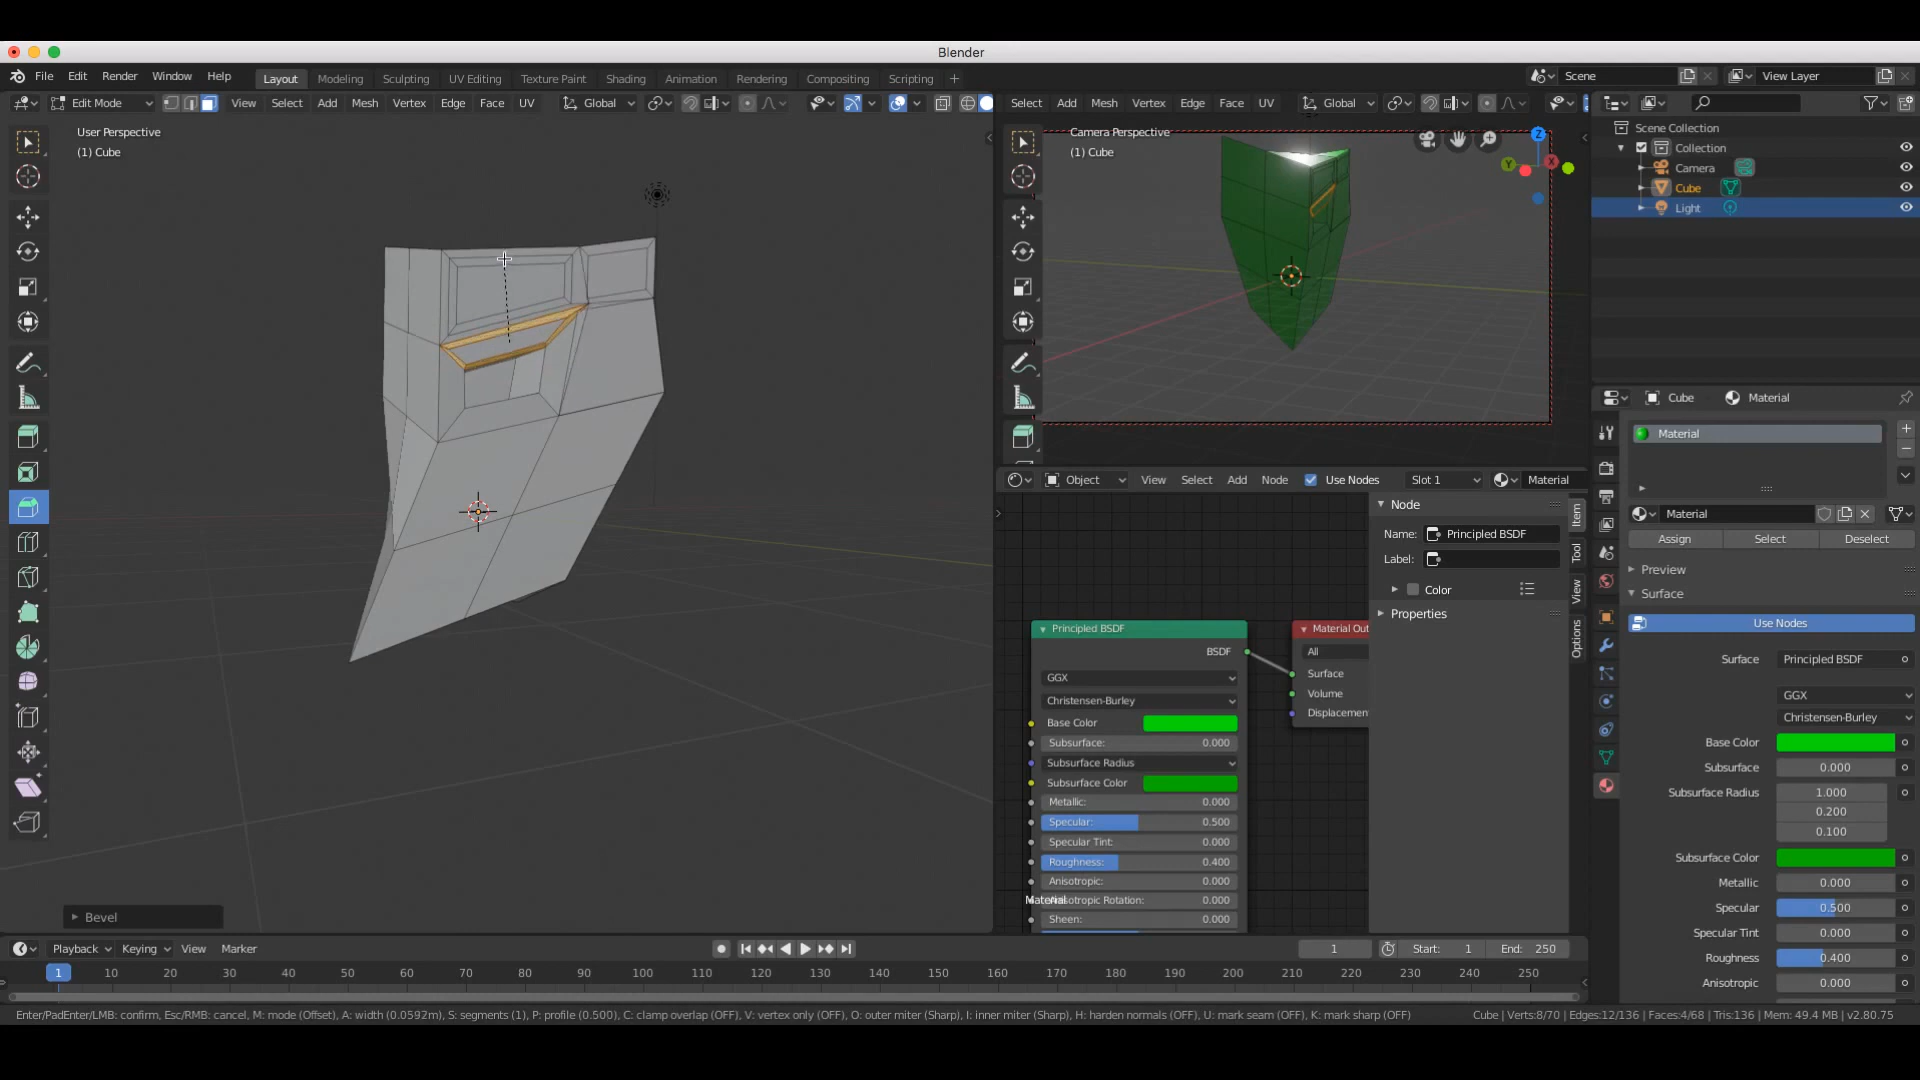 Blender
File Edit Render Window Help
Layout Modeling Sculpting UV Editing Texture Paint Shading Animation Rendering Compositing Scripting +
Scene
View Layer
Edit Mode View Select Add Mesh Vertex Edge Face UV Global
Select Add Mesh Vertex Edge Face UV Global
User Perspective
(1) Cube
Camera Perspective
(1) Cube
Z
Y
X
Scene Collection
Collection
Camera
Cube
Light
Cube Material
Material
Material
Assign Select Deselect
Preview
Surface
Use Nodes
Surface Principled BSDF
GGX
Christensen-Burley
Base Color
Subsurface 0.000
Subsurface Radius 1.000
0.200
0.100
Subsurface Color
Metallic 0.000
Specular 0.500
Specular Tint 0.000
Roughness 0.400
Anisotropic 0.000
Object View Select Add Node Use Nodes Slot 1 Material
Node
Name: Principled BSDF
Label:
Color
Properties
Item
Tool
View
Options
Principled BSDF
BSDF
GGX
Christensen-Burley
Base Color
Subsurface: 0.000
Subsurface Radius
Subsurface Color
Metallic: 0.000
Specular: 0.500
Specular Tint: 0.000
Roughness: 0.400
Anisotropic: 0.000
Material
Anisotropic Rotation: 0.000
Sheen: 0.000
Material Out
All
Surface
Volume
Displacemen
Bevel
Playback Keying View Marker
1 Start: 1 End: 250
1 10 20 30 40 50 60 70 80 90 100 110 120 130 140 150 160 170 180 190 200 210 220 230 240 250
Enter/PadEnter/LMB: confirm, Esc/RMB: cancel, M: mode (Offset), A: width (0.0592m), S: segments (1), P: profile (0.500), C: clamp overlap (OFF), V: vertex only (OFF), O: outer miter (Sharp), I: inner miter (Sharp), H: harden normals (OFF), U: mark seam (OFF), K: mark sharp (OFF)
Cube | Verts:8/70 | Edges:12/136 | Faces:4/68 | Tris:136 | Mem: 49.4 MB | v2.80.75